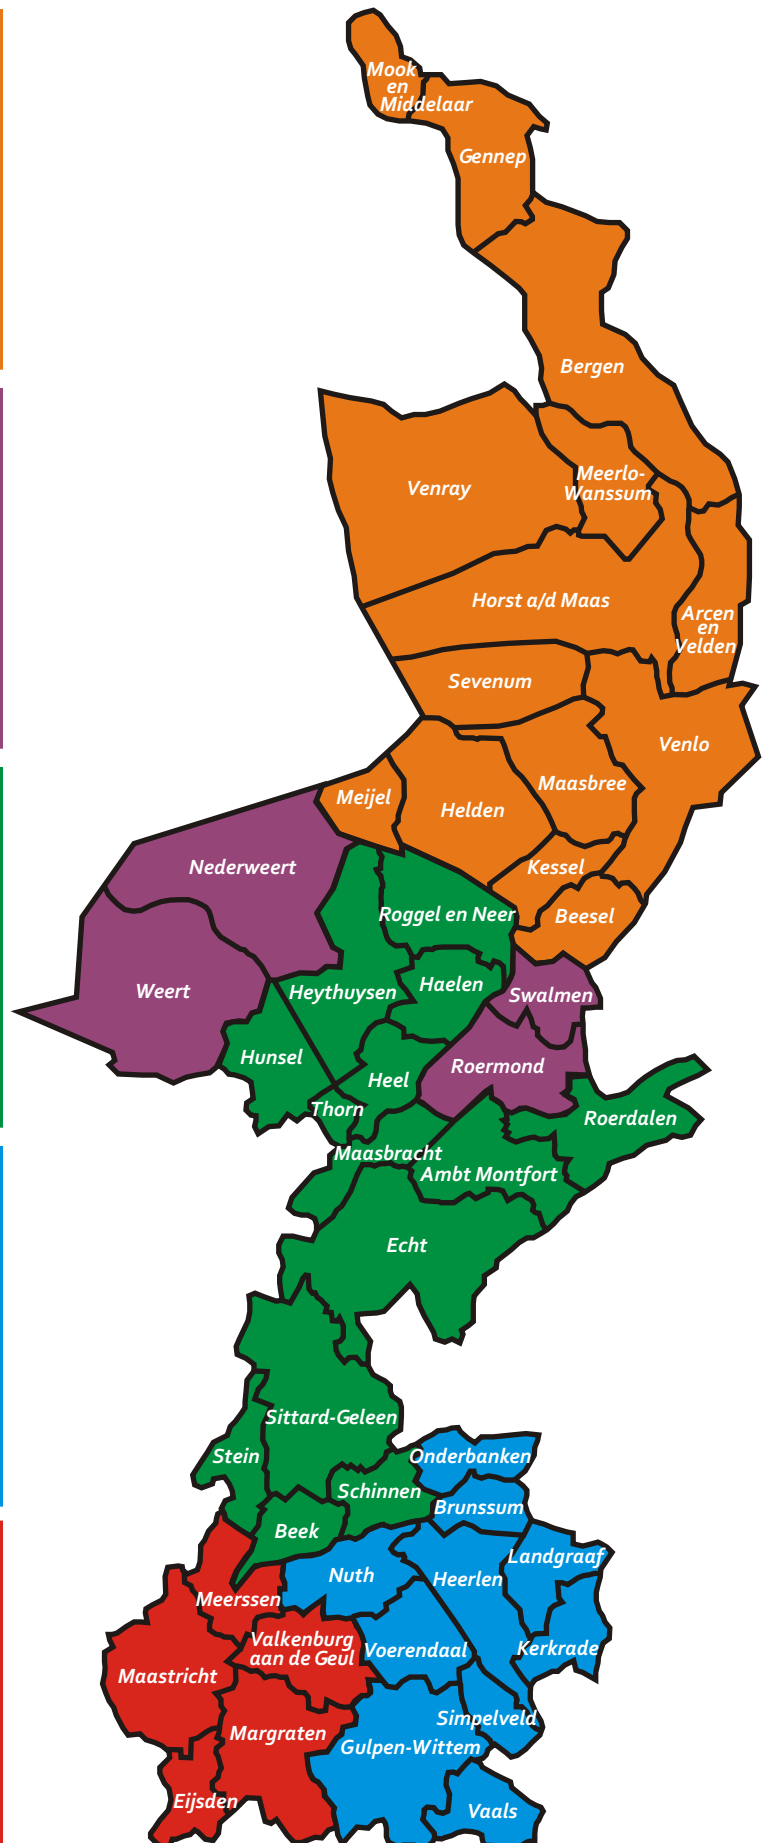 Mook
en
Middelaar
Gennep
Bergen
Venray
Meerlo-
Wanssum
Horst a/d Maas
Arcen
en
Velden
Sevenum
Venlo
Maasbree
Meijel
Helden
Kessel
Nederweert
Roggel en Neer
Beesel
Haelen
Weert
Heythuysen
Swalmen
Hunsel
Roermond
Heel
Thorn
Roerdalen
Maasbracht
Ambt Montfort
Echt
Sittard-Geleen
Stein
Onderbanken
Schinnen
Brunssum
Beek
Landgraaf
Nuth
Heerlen
Meerssen
Valkenburg
aan de Geul
Voerendaal
Kerkrade
Maastricht
Simpelveld
Margraten
Gulpen-Wittem
Eijsden
Vaals